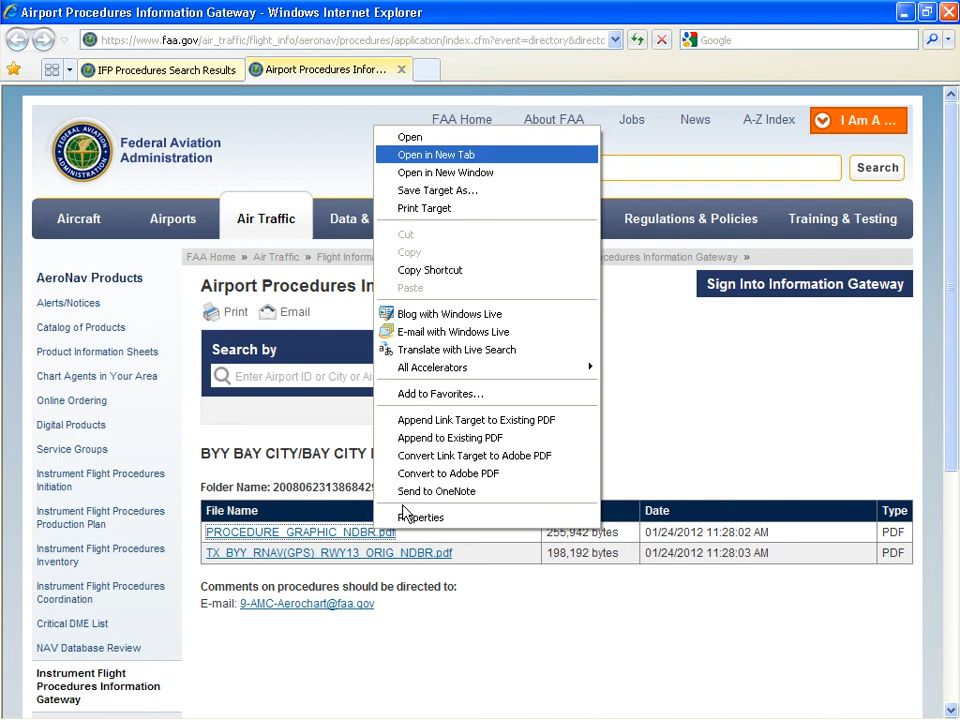 Airport Procedures Information Gateway - Windows Internet Explorer
https://www.faa.gov/air_traffic/flight_info/aeronav/procedures/application/index.cfm?event=directory&directc
Google
IFP Procedures Search Results
Airport Procedures Infor...
Federal Aviation
Administration
FAA Home
About FAA
Jobs
News
A-Z Index
I Am A ...
Search
Aircraft
Airports
Air Traffic
Data &
Regulations & Policies
Training & Testing
FAA Home » Air Traffic » Flight Inform
cedures Information Gateway »
AeroNav Products
Alerts/Notices
Catalog of Products
Product Information Sheets
Chart Agents in Your Area
Online Ordering
Digital Products
Service Groups
Instrument Flight Procedures
Initiation
Instrument Flight Procedures
Production Plan
Instrument Flight Procedures
Inventory
Instrument Flight Procedures
Coordination
Critical DME List
NAV Database Review
Instrument Flight
Procedures Information
Gateway
Airport Procedures In
Sign Into Information Gateway
Print
Email
Search by
Enter Airport ID or City or Ai
BYY BAY CITY/BAY CITY
Folder Name: 2008062313868429
File Name
Date
Type
PROCEDURE_GRAPHIC_NDBR.pdf
255,942 bytes
01/24/2012 11:28:02 AM
PDF
TX_BYY_RNAV(GPS)_RWY13_ORIG_NDBR.pdf
198,192 bytes
01/24/2012 11:28:03 AM
PDF
Comments on procedures should be directed to:
E-mail: 9-AMC-Aerochart@faa.gov
Open
Open in New Tab
Open in New Window
Save Target As...
Print Target
Cut
Copy
Copy Shortcut
Paste
Blog with Windows Live
E-mail with Windows Live
Translate with Live Search
All Accelerators
Add to Favorites...
Append Link Target to Existing PDF
Append to Existing PDF
Convert Link Target to Adobe PDF
Convert to Adobe PDF
Send to OneNote
Properties